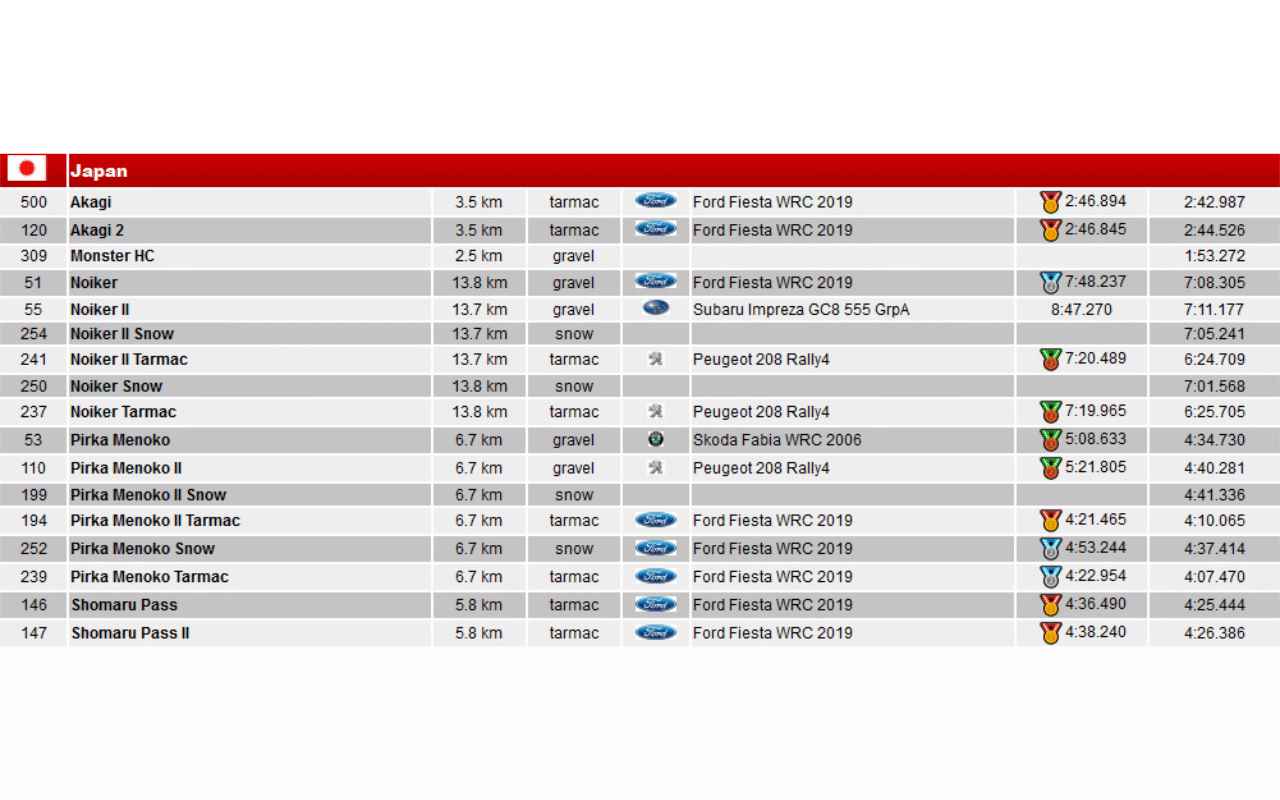 Japan
500 Akagi 3.5 km tarmac Ford Ford Fiesta WRC 2019 2:46.894 2:42.987
120 Akagi 2 3.5 km tarmac Ford Ford Fiesta WRC 2019 2:46.845 2:44.526
309 Monster HC 2.5 km gravel 1:53.272
51 Noiker 13.8 km gravel Ford Ford Fiesta WRC 2019 7:48.237 7:08.305
55 Noiker II 13.7 km gravel Subaru Impreza GC8 555 GrpA 8:47.270 7:11.177
254 Noiker II Snow 13.7 km snow 7:05.241
241 Noiker II Tarmac 13.7 km tarmac Peugeot 208 Rally4 7:20.489 6:24.709
250 Noiker Snow 13.8 km snow 7:01.568
237 Noiker Tarmac 13.8 km tarmac Peugeot 208 Rally4 7:19.965 6:25.705
53 Pirka Menoko 6.7 km gravel Skoda Fabia WRC 2006 5:08.633 4:34.730
110 Pirka Menoko II 6.7 km gravel Peugeot 208 Rally4 5:21.805 4:40.281
199 Pirka Menoko II Snow 6.7 km snow 4:41.336
194 Pirka Menoko II Tarmac 6.7 km tarmac Ford Ford Fiesta WRC 2019 4:21.465 4:10.065
252 Pirka Menoko Snow 6.7 km snow Ford Ford Fiesta WRC 2019 4:53.244 4:37.414
239 Pirka Menoko Tarmac 6.7 km tarmac Ford Ford Fiesta WRC 2019 4:22.954 4:07.470
146 Shomaru Pass 5.8 km tarmac Ford Ford Fiesta WRC 2019 4:36.490 4:25.444
147 Shomaru Pass II 5.8 km tarmac Ford Ford Fiesta WRC 2019 4:38.240 4:26.386